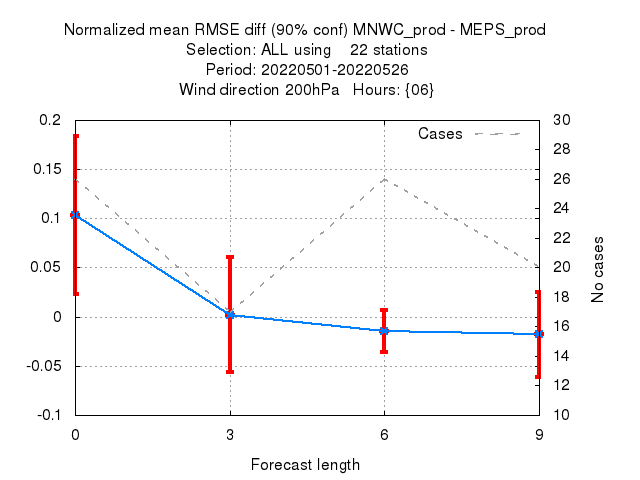 Normalized mean RMSE diff (90% conf) MNWC_prod - MEPS_prod
Selection: ALL using    22 stations
Period: 20220501-20220526
Wind direction 200hPa   Hours: {06}
Cases
0.2
0.15
0.1
0.05
0
-0.05
-0.1
30
28
26
24
22
20
18
16
14
12
10
No cases
0 3 6 9
Forecast length